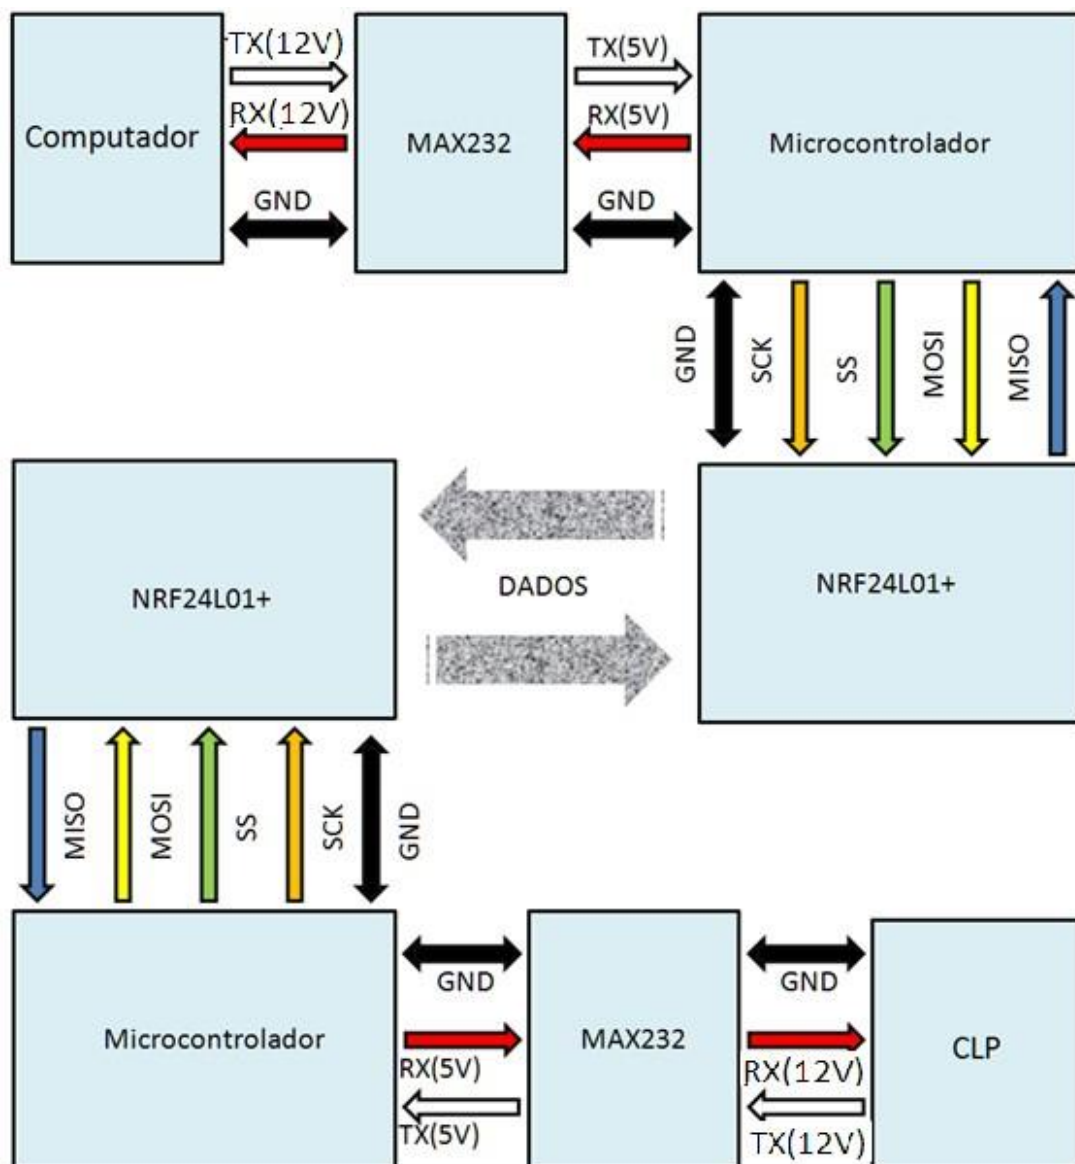 TX(12V)
TX(5V)
RX(12V)
RX(5V)
Computador
MAX232
Microcontrolador
GND
GND
GND
SCK
SS
MOSI
MISO
NRF24L01+
DADOS
NRF24L01+
MISO
MOSI
SS
SCK
GND
GND
GND
Microcontrolador
MAX232
CLP
RX(5V)
RX(12V)
TX(5V)
TX(12V)